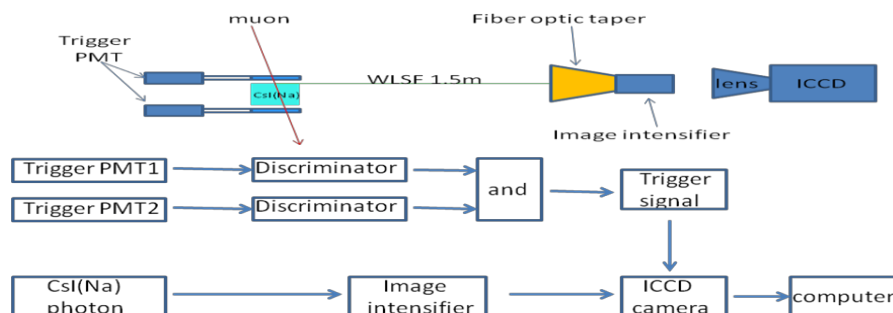 muon
Fiber optic taper
Trigger
PMT
WLSF 1.5m
CsI(Na)
lens
ICCD
Image intensifier
Trigger PMT1
Discriminator
and
Trigger
signal
Trigger PMT2
Discriminator
CsI(Na)
photon
Image
intensifier
ICCD
camera
computer